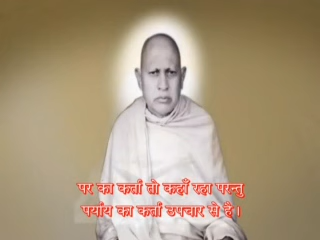 पर का कर्ता तो कहाँ रहा परन्तु
पर्याय का कर्ता उपचार से है।